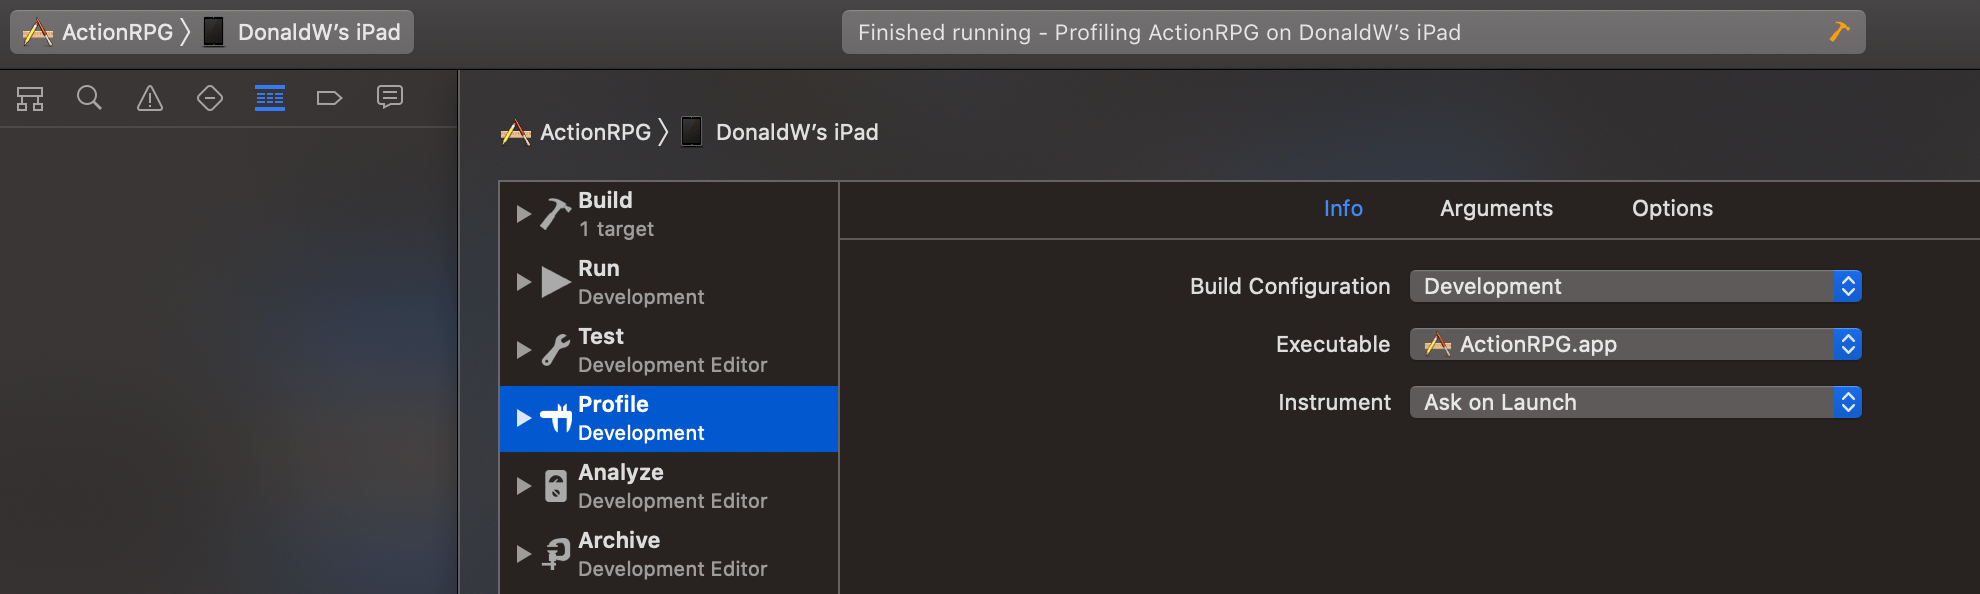 ActionRPG DonaldW’s iPad
Finished running - Profiling ActionRPG on DonaldW’s iPad
ActionRPG DonaldW’s iPad
Build
1 target
Run
Development
Test
Development Editor
Profile
Development
Analyze
Development Editor
Archive
Development Editor
Info Arguments Options
Build Configuration Development
Executable ActionRPG.app
Instrument Ask on Launch